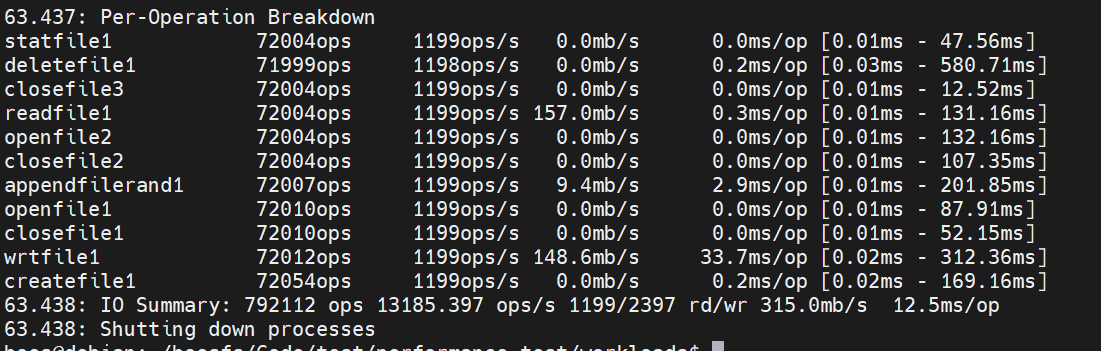 63.437: Per-Operation Breakdown
statfile1 72004ops 1199ops/s 0.0mb/s 0.0ms/op [0.01ms - 47.56ms]
deletefile1 71999ops 1198ops/s 0.0mb/s 0.2ms/op [0.03ms - 580.71ms]
closefile3 72004ops 1199ops/s 0.0mb/s 0.0ms/op [0.01ms - 12.52ms]
readfile1 72004ops 1199ops/s 157.0mb/s 0.3ms/op [0.01ms - 131.16ms]
openfile2 72004ops 1199ops/s 0.0mb/s 0.0ms/op [0.01ms - 132.16ms]
closefile2 72004ops 1199ops/s 0.0mb/s 0.0ms/op [0.01ms - 107.35ms]
appendfilerand1 72007ops 1199ops/s 9.4mb/s 2.9ms/op [0.01ms - 201.85ms]
openfile1 72010ops 1199ops/s 0.0mb/s 0.0ms/op [0.01ms - 87.91ms]
closefile1 72010ops 1199ops/s 0.0mb/s 0.0ms/op [0.01ms - 52.15ms]
wrtfile1 72012ops 1199ops/s 148.6mb/s 33.7ms/op [0.02ms - 312.36ms]
createfile1 72054ops 1199ops/s 0.0mb/s 0.2ms/op [0.02ms - 169.16ms]
63.438: IO Summary: 792112 ops 13185.397 ops/s 1199/2397 rd/wr 315.0mb/s 12.5ms/op
63.438: Shutting down processes